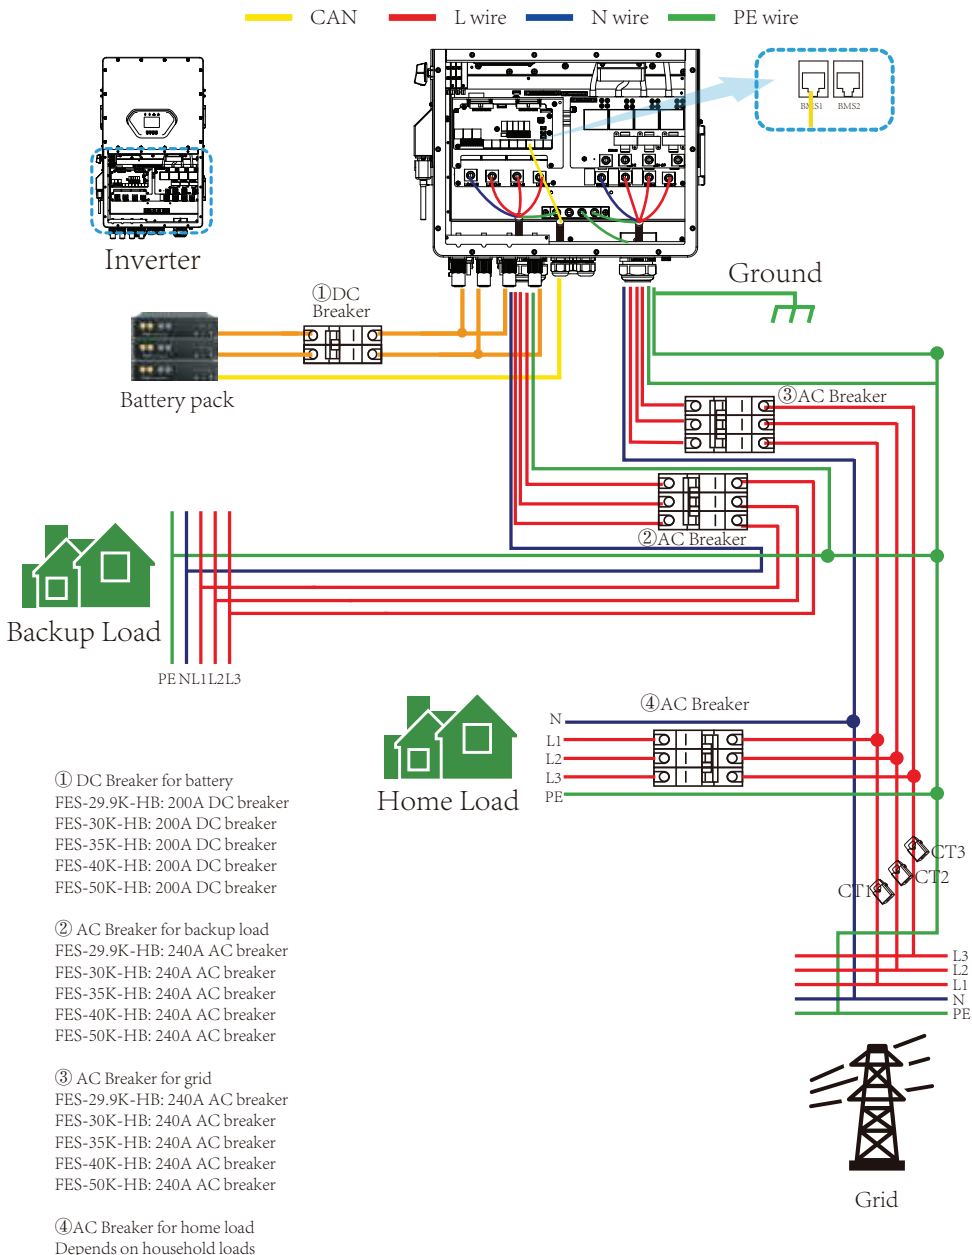 CAN L wire N wire PE wire
BMS1 BMS2
Inverter
Ground
①DC
Breaker
Battery pack
③AC Breaker
②AC Breaker
Backup Load
PE N L1 L2 L3
④AC Breaker
N
L1
L2
L3
PE
Home Load
① DC Breaker for battery
FES-29.9K-HB: 200A DC breaker
FES-30K-HB: 200A DC breaker
FES-35K-HB: 200A DC breaker
FES-40K-HB: 200A DC breaker
FES-50K-HB: 200A DC breaker
② AC Breaker for backup load
FES-29.9K-HB: 240A AC breaker
FES-30K-HB: 240A AC breaker
FES-35K-HB: 240A AC breaker
FES-40K-HB: 240A AC breaker
FES-50K-HB: 240A AC breaker
③ AC Breaker for grid
FES-29.9K-HB: 240A AC breaker
FES-30K-HB: 240A AC breaker
FES-35K-HB: 240A AC breaker
FES-40K-HB: 240A AC breaker
FES-50K-HB: 240A AC breaker
④AC Breaker for home load
Depends on household loads
CT3
CT2
CT1
L3
L2
L1
N
PE
Grid